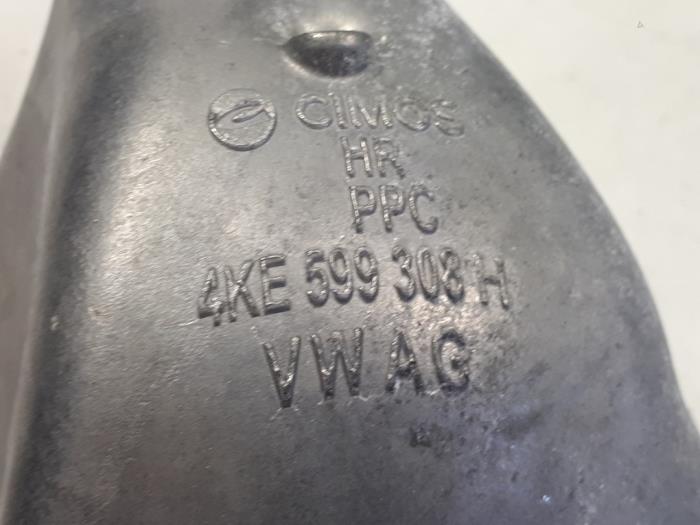 CIMOS
HR
PPC
4KE 599 308 H
VW AG